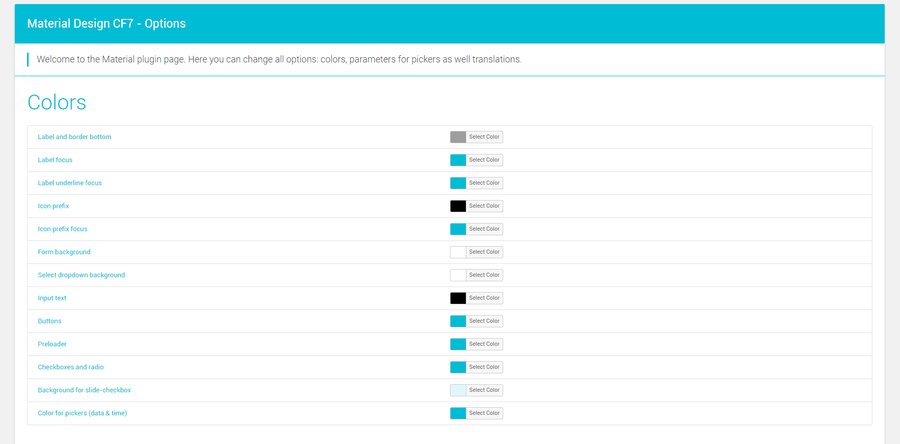 Material Design CF7 - Options
Welcome to the Material plugin page. Here you can change all options: colors, parameters for pickers as well translations.
Colors
Label and border bottom Select Color
Label focus Select Color
Label underline focus Select Color
Icon prefix Select Color
Icon prefix focus Select Color
Form background Select Color
Select dropdown background Select Color
Input text Select Color
Buttons Select Color
Preloader Select Color
Checkboxes and radio Select Color
Background for slide-checkbox Select Color
Color for pickers (data & time) Select Color